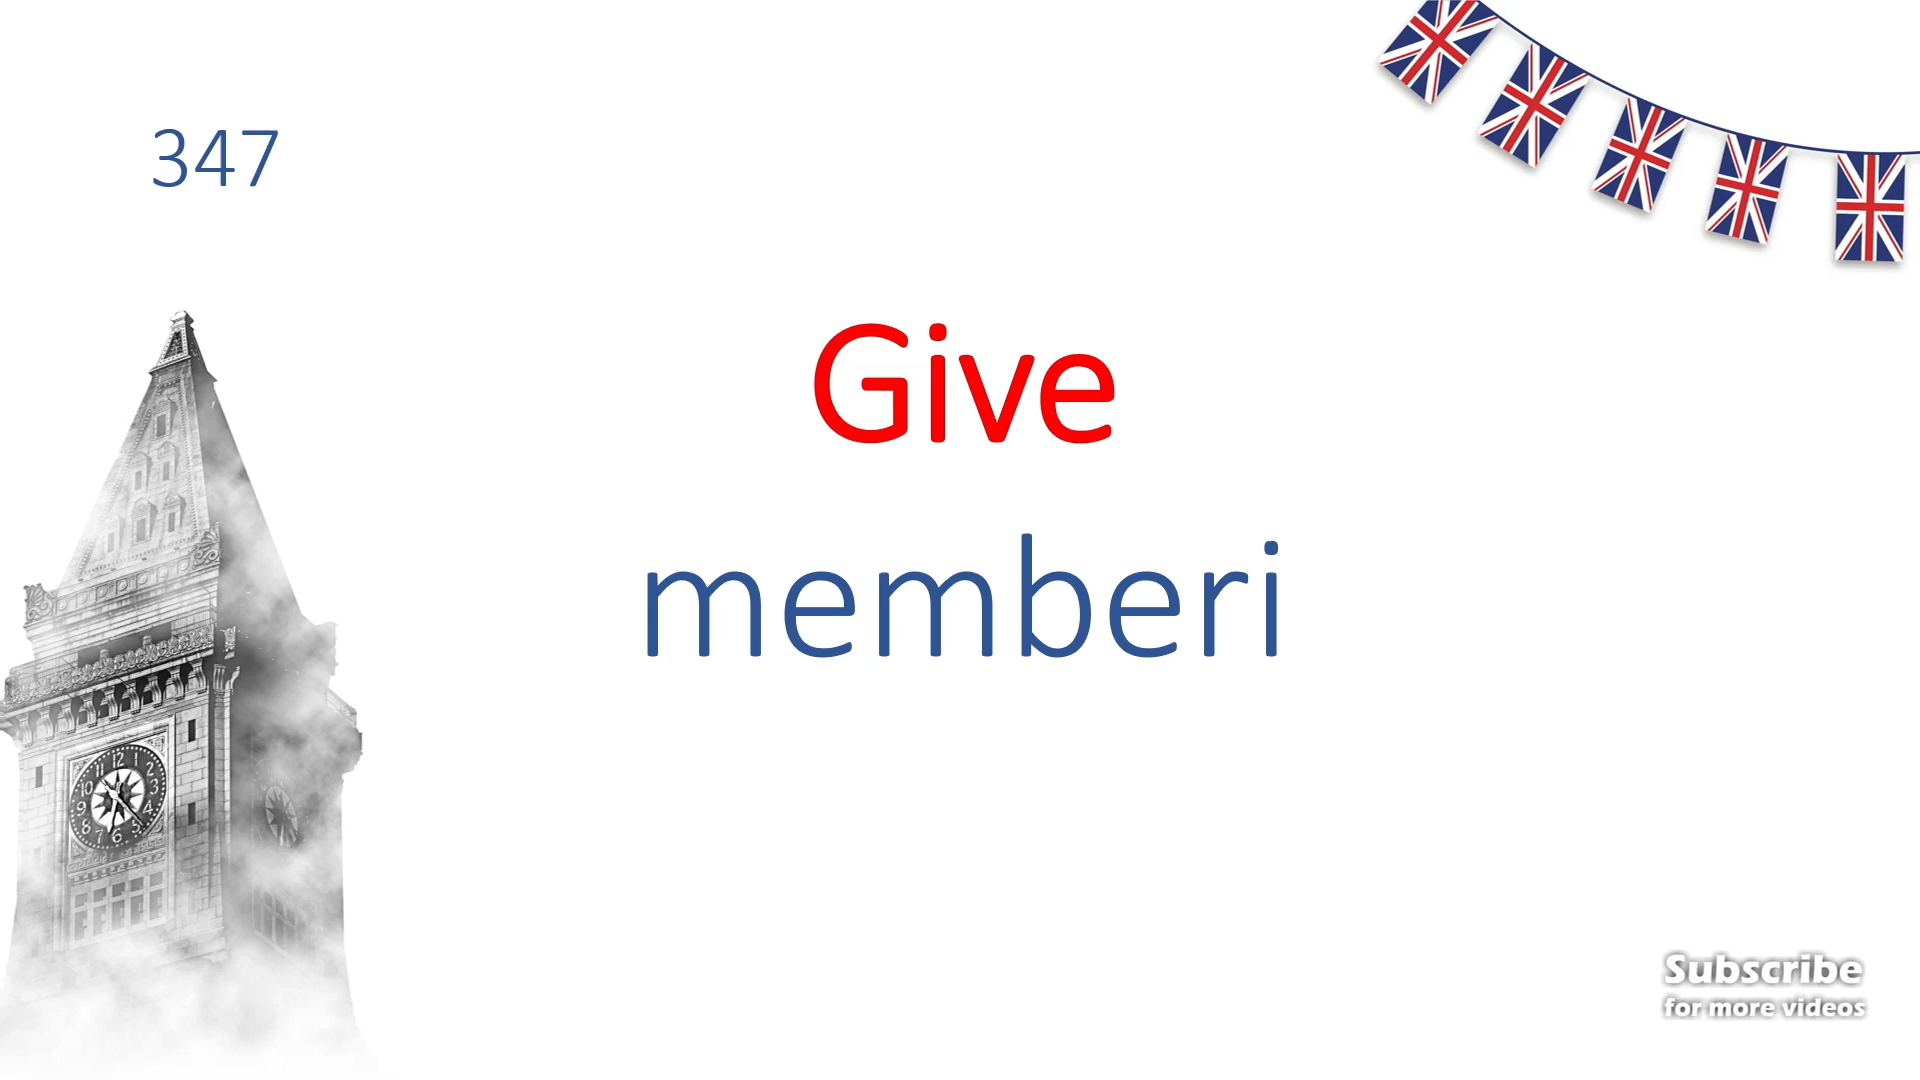 347
Give
memberi
Subscribe
for more videos